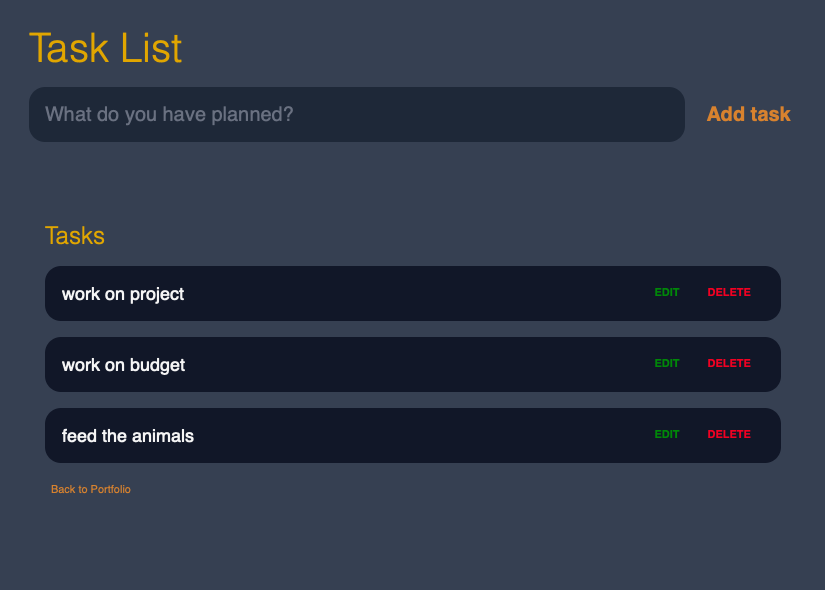 Task List
What do you have planned? Add task
Tasks
work on project EDIT DELETE
work on budget EDIT DELETE
feed the animals EDIT DELETE
Back to Portfolio